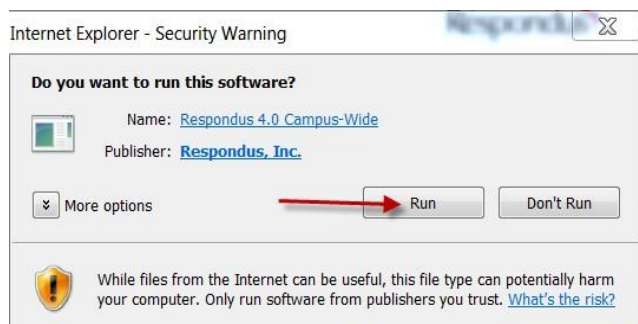 Respondus
Internet Explorer - Security Warning
Do you want to run this software?
Name: Respondus 4.0 Campus-Wide
Publisher: Respondus, Inc.
More options
Run
Don't Run
While files from the Internet can be useful, this file type can potentially harm
your computer. Only run software from publishers you trust. What's the risk?